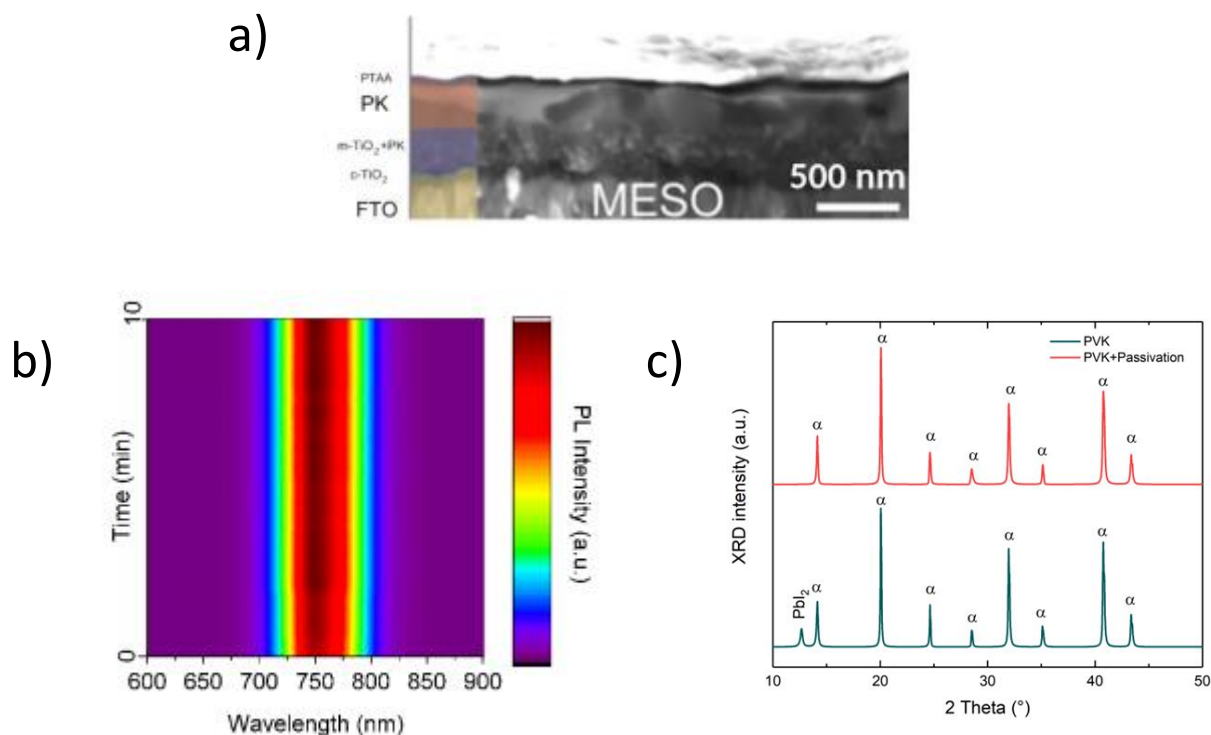 a)
PTAA
PK
m-TiO2+PK
c-TiO2
FTO
MESO
500 nm
b)
10
0
Time (min)
600 650 700 750 800 850 900
Wavelength (nm)
PL Intensity (a.u.)
c)
PVK
PVK+Passivation
α α α α α α α α
PbI2 α α α α α α α α
XRD intensity (a.u.)
10 20 30 40 50
2 Theta (°)